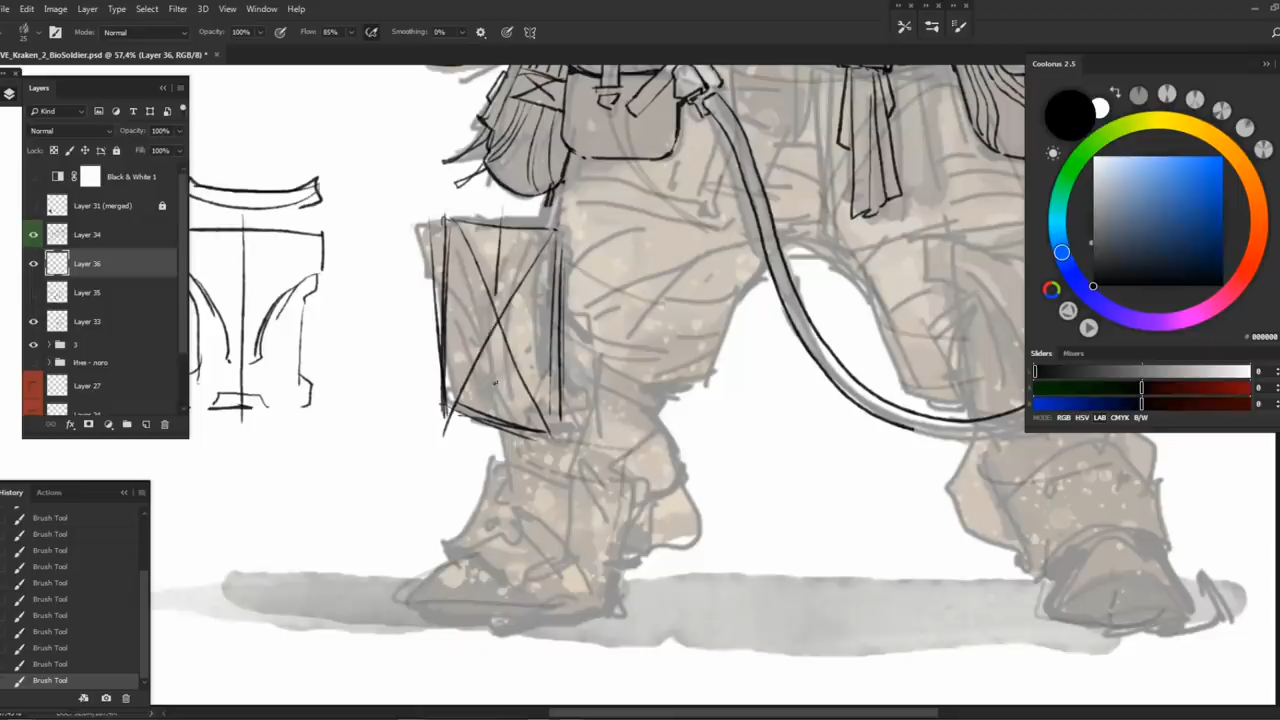 File Edit Image Layer Type Select Filter 3D View Window Help
25 Mode: Normal Opacity: 100% Flow: 85% Smoothing: 0%
VE_Kraken_2_BioSoldier.psd @ 57,4% (Layer 36, RGB/8) *
Layers
Kind
Normal Opacity: 100%
Lock: Fill: 100%
Black & White 1
Layer 31 (merged)
Layer 34
Layer 36
Layer 35
Layer 33
3
Layer 27
History Actions
Brush Tool
Brush Tool
Brush Tool
Brush Tool
Brush Tool
Brush Tool
Brush Tool
Brush Tool
Brush Tool
Brush Tool
Brush Tool
Coolorus 2.5
000000
Sliders Mixers
0
0
0
MODE: RGB HSV LAB CMYK B/W